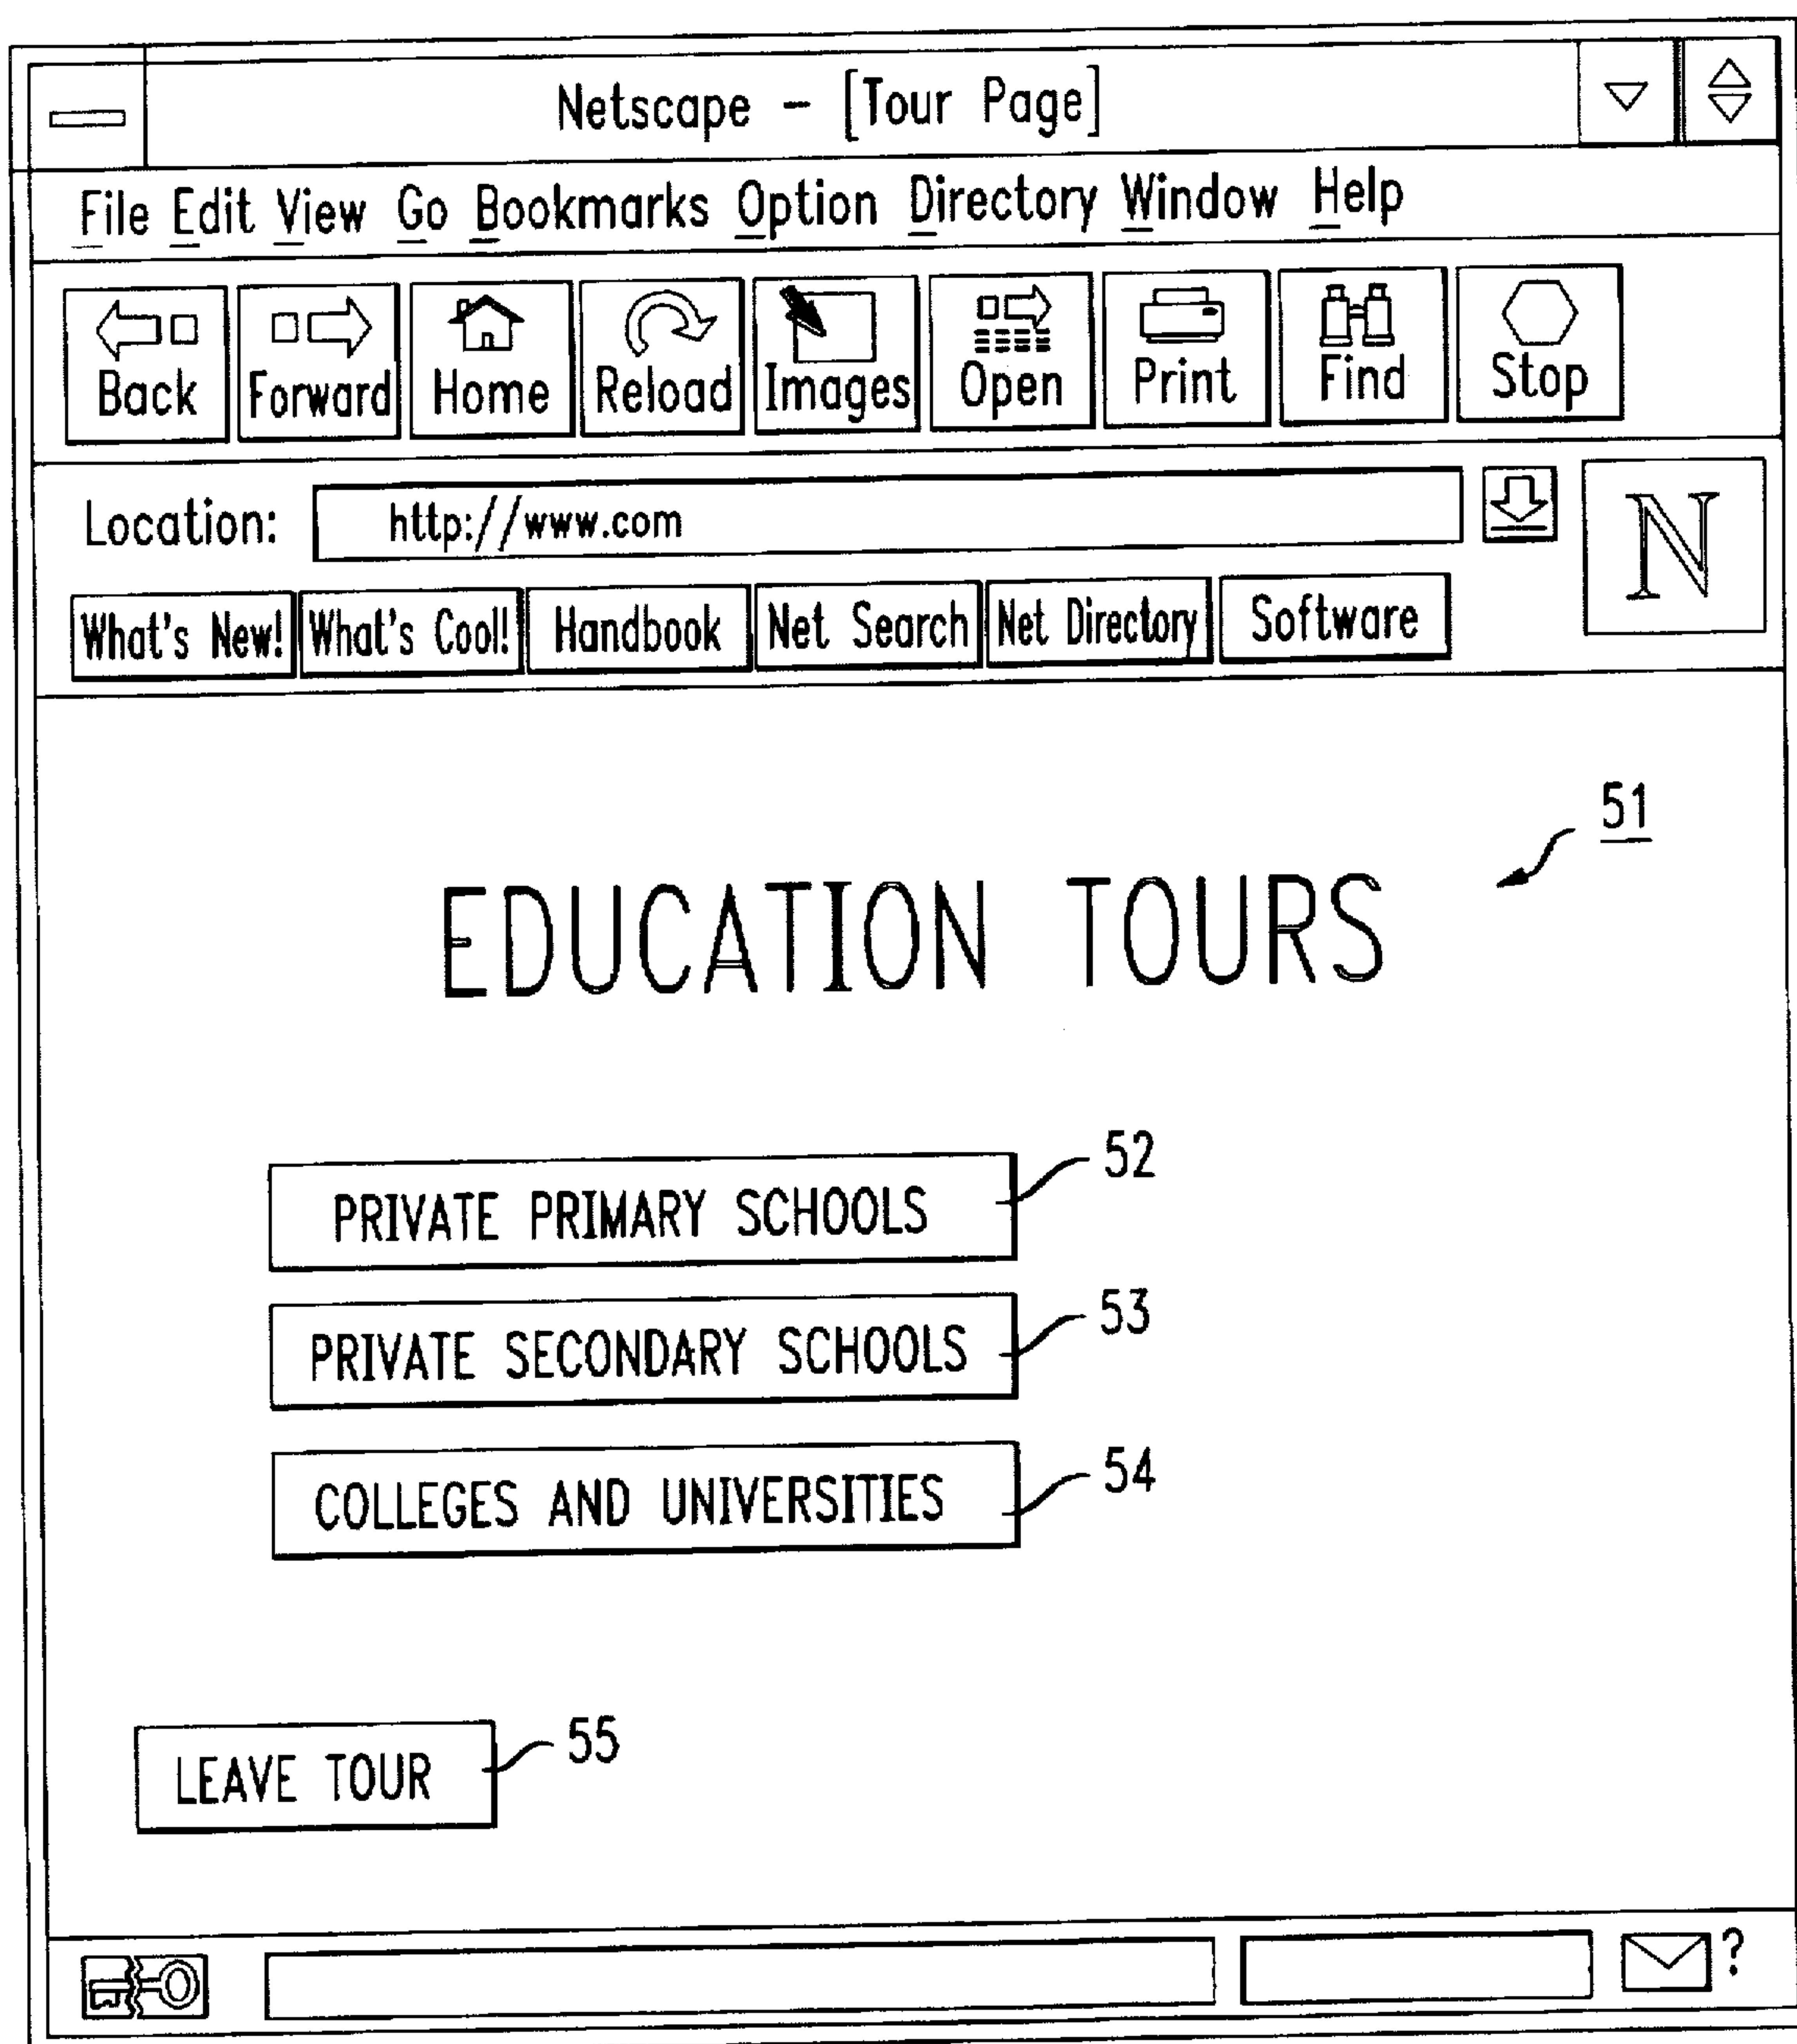 Netscape - [Tour Page]
File Edit View Go Bookmarks Option Directory Window Help
Back Forward Home Reload Images Open Print Find Stop
Location: http://www.com
N
What's New! What's Cool! Handbook Net Search Net Directory Software
51
EDUCATION TOURS
52
PRIVATE PRIMARY SCHOOLS
53
PRIVATE SECONDARY SCHOOLS
54
COLLEGES AND UNIVERSITIES
55
LEAVE TOUR
?